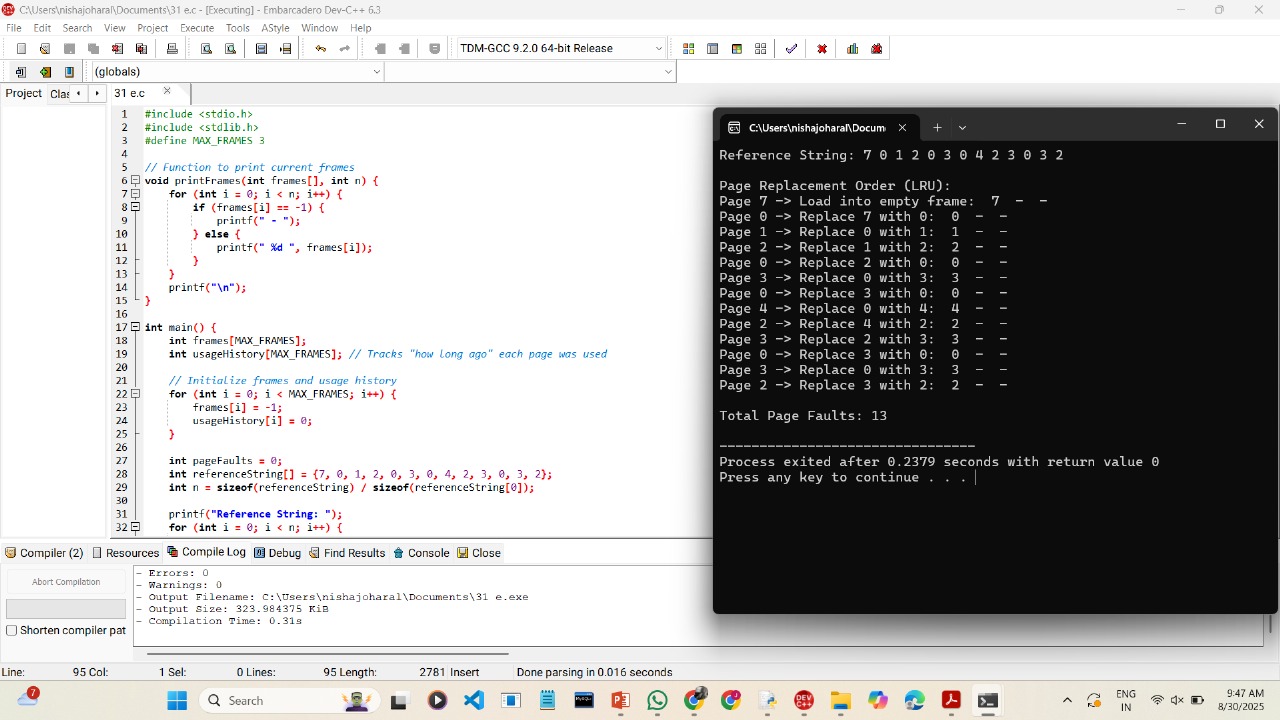 C:\Users\nishajoharal\Documents\31 e.c - [Executing] - Embarcadero Dev-C++ 6.3
File Edit Search View Project Execute Tools AStyle Window Help
TDM-GCC 9.2.0 64-bit Release
(globals)
Project Clas 31 e.c
1 #include <stdio.h>
2 #include <stdlib.h>
3 #define MAX_FRAMES 3
4
5 // Function to print current frames
6 void printFrames(int frames[], int n) {
7 for (int i = 0; i < n; i++) {
8 if (frames[i] == -1) {
9 printf(" - ");
10 } else {
11 printf(" %d ", frames[i]);
12 }
13 }
14 printf("\n");
15 }
16
17 int main() {
18 int frames[MAX_FRAMES];
19 int usageHistory[MAX_FRAMES]; // Tracks "how long ago" each page was used
20
21 // Initialize frames and usage history
22 for (int i = 0; i < MAX_FRAMES; i++) {
23 frames[i] = -1;
24 usageHistory[i] = 0;
25 }
26
27 int pageFaults = 0;
28 int referenceString[] = {7, 0, 1, 2, 0, 3, 0, 4, 2, 3, 0, 3, 2};
29 int n = sizeof(referenceString) / sizeof(referenceString[0]);
30
31 printf("Reference String: ");
32 for (int i = 0; i < n; i++) {
C:\Users\nishajoharal\Docum
Reference String: 7 0 1 2 0 3 0 4 2 3 0 3 2
Page Replacement Order (LRU):
Page 7 -> Load into empty frame: 7 - -
Page 0 -> Replace 7 with 0: 0 - -
Page 1 -> Replace 0 with 1: 1 - -
Page 2 -> Replace 1 with 2: 2 - -
Page 0 -> Replace 2 with 0: 0 - -
Page 3 -> Replace 0 with 3: 3 - -
Page 0 -> Replace 3 with 0: 0 - -
Page 4 -> Replace 0 with 4: 4 - -
Page 2 -> Replace 4 with 2: 2 - -
Page 3 -> Replace 2 with 3: 3 - -
Page 0 -> Replace 3 with 0: 0 - -
Page 3 -> Replace 0 with 3: 3 - -
Page 2 -> Replace 3 with 2: 2 - -
Total Page Faults: 13
--------------------------------
Process exited after 0.2379 seconds with return value 0
Press any key to continue . . .
Compiler (2) Resources Compile Log Debug Find Results Console Close
Abort Compilation
Shorten compiler pat
- Errors: 0
- Warnings: 0
- Output Filename: C:\Users\nishajoharal\Documents\31 e.exe
- Output Size: 323.984375 KiB
- Compilation Time: 0.31s
Line: 95 Col: 1 Sel: 0 Lines: 95 Length: 2781 Insert Done parsing in 0.016 seconds
7 Search ENG IN 9:47 AM 8/30/2025